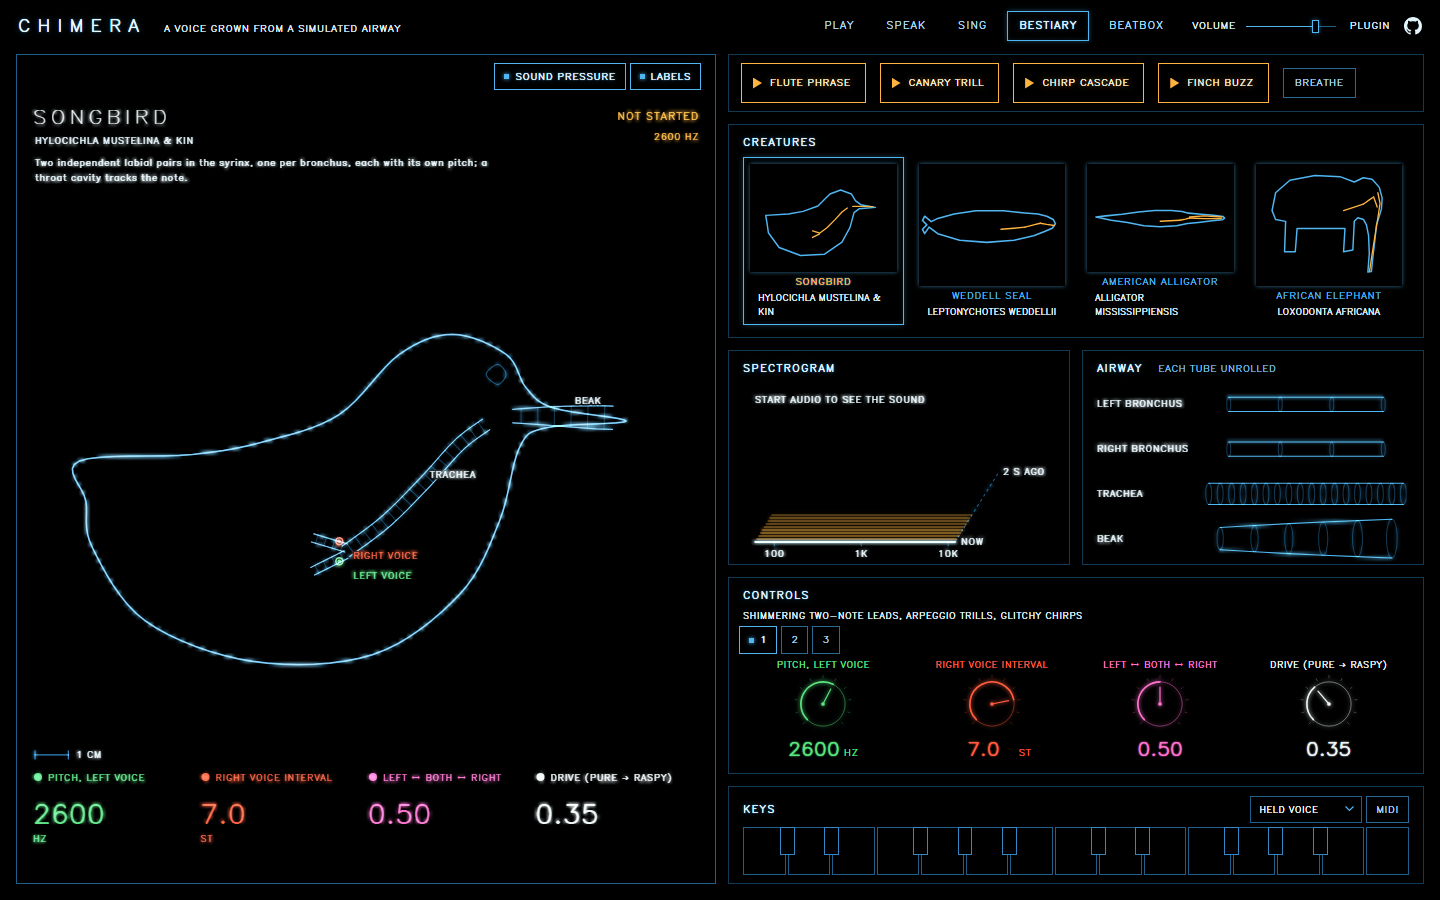 CHIMERA
A VOICE GROWN FROM A SIMULATED AIRWAY
PLAY
SPEAK
SING
BESTIARY
BEATBOX
VOLUME
PLUGIN
SOUND PRESSURE
LABELS
SONGBIRD
HYLOCICHLA MUSTELINA & KIN
Two independent labial pairs in the syrinx, one per bronchus, each with its own pitch; a
throat cavity tracks the note.
NOT STARTED
2600 HZ
BEAK
TRACHEA
RIGHT VOICE
LEFT VOICE
1 CM
PITCH, LEFT VOICE
2600
HZ
RIGHT VOICE INTERVAL
7.0
ST
LEFT ↔ BOTH ↔ RIGHT
0.50
DRIVE (PURE → RASPY)
0.35
FLUTE PHRASE
CANARY TRILL
CHIRP CASCADE
FINCH BUZZ
BREATHE
CREATURES
SONGBIRD
HYLOCICHLA MUSTELINA &
KIN
WEDDELL SEAL
LEPTONYCHOTES WEDDELLII
AMERICAN ALLIGATOR
ALLIGATOR
MISSISSIPPIENSIS
AFRICAN ELEPHANT
LOXODONTA AFRICANA
SPECTROGRAM
START AUDIO TO SEE THE SOUND
2 S AGO
NOW
100
1K
10K
AIRWAY
EACH TUBE UNROLLED
LEFT BRONCHUS
RIGHT BRONCHUS
TRACHEA
BEAK
CONTROLS
SHIMMERING TWO–NOTE LEADS, ARPEGGIO TRILLS, GLITCHY CHIRPS
1
2
3
PITCH, LEFT VOICE
2600 HZ
RIGHT VOICE INTERVAL
7.0 ST
LEFT ↔ BOTH ↔ RIGHT
0.50
DRIVE (PURE → RASPY)
0.35
KEYS
HELD VOICE
MIDI